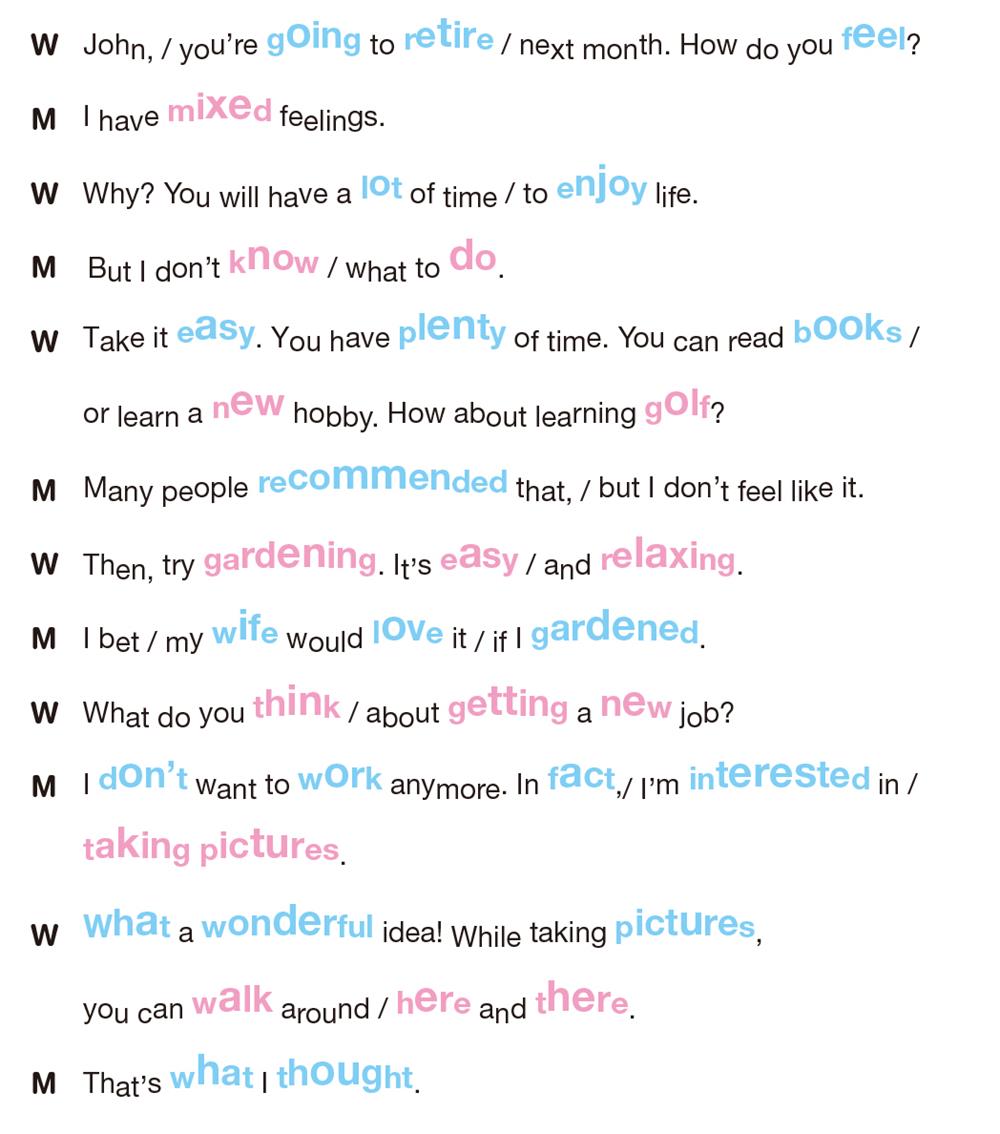 W John, / you're going to retire / next month. How do you feel?
M I have mixed feelings.
W Why? You will have a lot of time / to enjoy life.
M But I don't know / what to do.
W Take it easy. You have plenty of time. You can read books /
or learn a new hobby. How about learning golf?
M Many people recommended that, / but I don't feel like it.
W Then, try gardening. It's easy / and relaxing.
M I bet / my wife would love it / if I gardened.
W What do you think / about getting a new job?
M I don't want to work anymore. In fact,/ I'm interested in /
taking pictures.
W What a wonderful idea! While taking pictures,
you can walk around / here and there.
M That's what I thought.